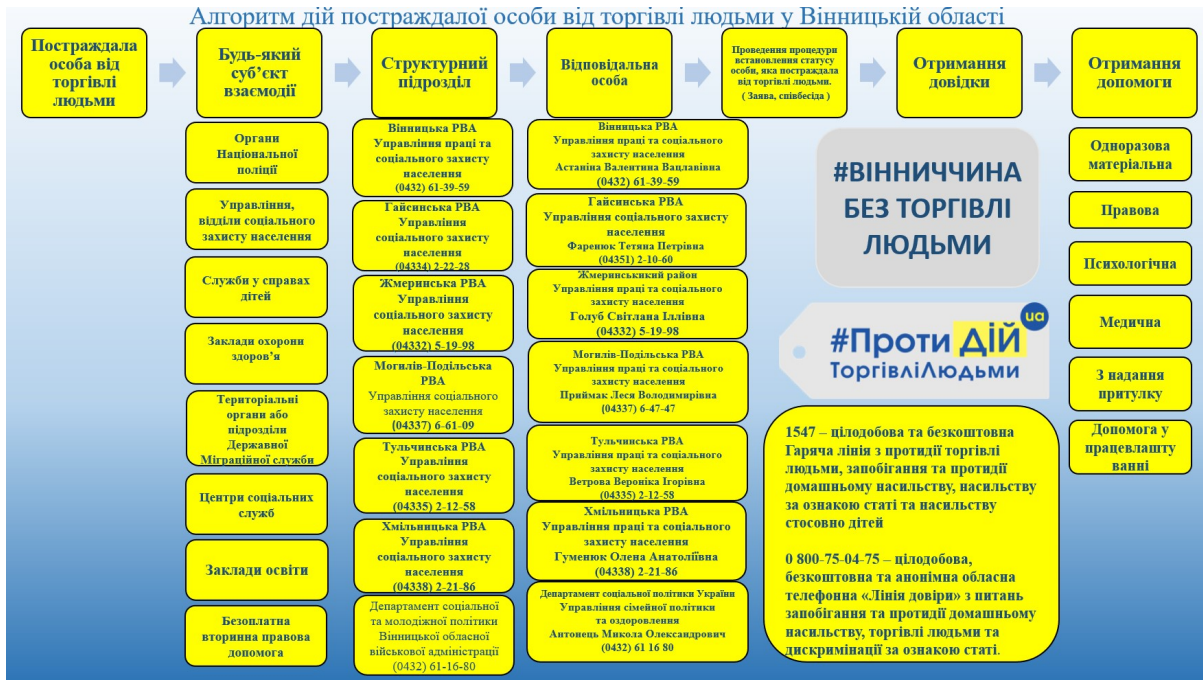 Алгоритм дій постраждалої особи від торгівлі людьми у Вінницькій області
Постраждала
особа від
торгівлі
людьми
Будь-який
суб’єкт
взаємодії
Структурний
підрозділ
Відповідальна
особа
Проведення процедури
встановлення статусу
особи, яка постраждала
від торгівлі людьми.
( Заява, співбесіда )
Отримання
довідки
Отримання
допомоги
Органи
Національної
поліції
Управління,
відділи соціального
захисту населення
Служби у справах
дітей
Заклади охорони
здоров’я
Територіальні
органи або
підрозділи
Державної
Міграційної служби
Центри соціальних
служб
Заклади освіти
Безоплатна
вторинна правова
допомога
Вінницька РВА
Управління праці та
соціального захисту
населення
(0432) 61-39-59
Гайсинська РВА
Управління
соціального захисту
населення
(04334) 2-22-28
Жмеринська РВА
Управління
соціального захисту
населення
(04332) 5-19-98
Могилів-Подільська
РВА
Управління соціального
захисту населення
(04337) 6-61-09
Тульчинська РВА
Управління
соціального захисту
населення
(04335) 2-12-58
Хмільницька РВА
Управління
соціального захисту
населення
(04338) 2-21-86
Департамент соціальної
та молодіжної політики
Вінницької обласної
військової адміністрації
(0432) 61-16-80
Вінницька РВА
Управління праці та соціального
захисту населення
Астаніна Валентина Вацлавівна
(0432) 61-39-59
Гайсинська РВА
Управління соціального захисту
населення
Фаренюк Тетяна Петрівна
(04351) 2-10-60
Жмеринськикий район
Управління праці та соціального
захисту населення
Голуб Світлана Іллівна
(04332) 5-19-98
Могилів-Подільська РВА
Управління праці та соціального
захисту населення
Приймак Леся Володимирівна
(04337) 6-47-47
Тульчинська РВА
Управління праці та соціального
захисту населення
Ветрова Вероніка Ігорівна
(04335) 2-12-58
Хмільницька РВА
Управління праці та соціального
захисту населення
Гуменюк Олена Анатоліївна
(04338) 2-21-86
Департамент соціальної політики України
Управління сімейної політики
та оздоровлення
Антонець Микола Олександрович
(0432) 61 16 80
#ВІННИЧЧИНА
БЕЗ ТОРГІВЛІ
ЛЮДЬМИ
ua
#Проти ДІЙ
ТоргівліЛюдьми
1547 – цілодобова та безкоштовна
Гаряча лінія з протидії торгівлі
людьми, запобігання та протидії
домашньому насильству, насильству
за ознакою статі та насильству
стосовно дітей
0 800-75-04-75 – цілодобова,
безкоштовна та анонімна обласна
телефонна «Лінія довіри» з питань
запобігання та протидії домашньому
насильству, торгівлі людьми та
дискримінації за ознакою статі.
Одноразова
матеріальна
Правова
Психологічна
Медична
З надання
притулку
Допомога у
працевлашту
ванні